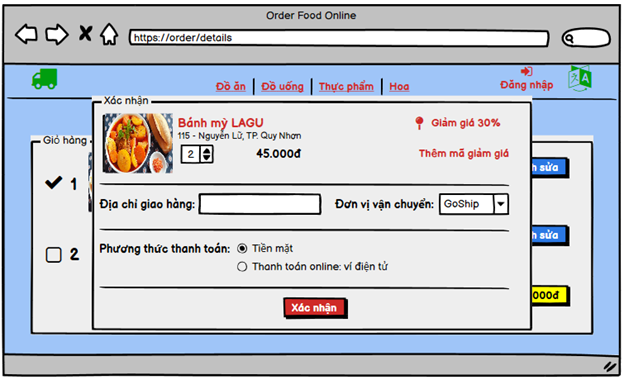 Order Food Online
https://order/details
Đồ ăn Đồ uống Thực phẩm Hoa
Đăng nhập
Xác nhận
Bánh mỳ LAGU
Giảm giá 30%
115 - Nguyễn Lữ, TP. Quy Nhơn
2 45.000đ
Thêm mã giảm giá
Giỏ hàng
1
h sửa
Địa chỉ giao hàng:
Đơn vị vận chuyển: GoShip
2
h sửa
Phương thức thanh toán: Tiền mặt
Thanh toán online: ví điện tử
000đ
Xác nhận